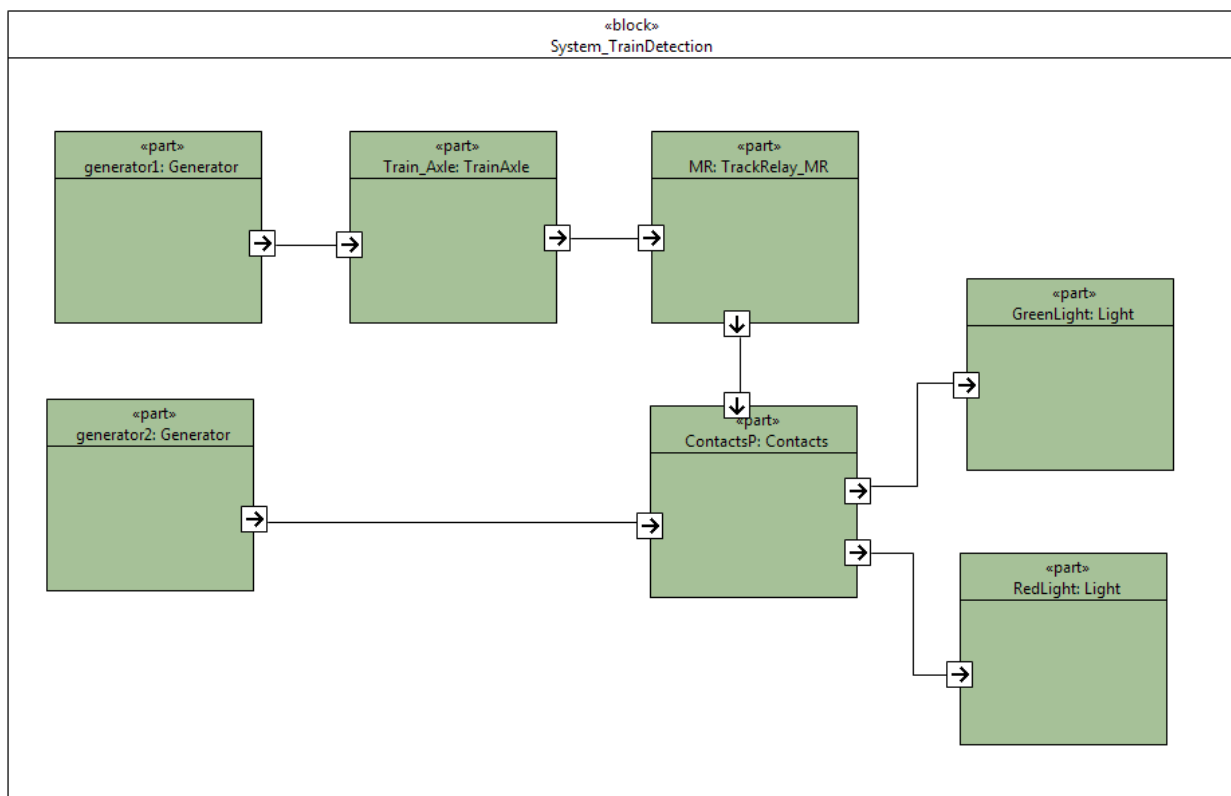 «block»
System_TrainDetection
«part»
generator1: Generator
«part»
Train_Axle: TrainAxle
«part»
MR: TrackRelay_MR
«part»
GreenLight: Light
«part»
generator2: Generator
«part»
ContactsP: Contacts
«part»
RedLight: Light